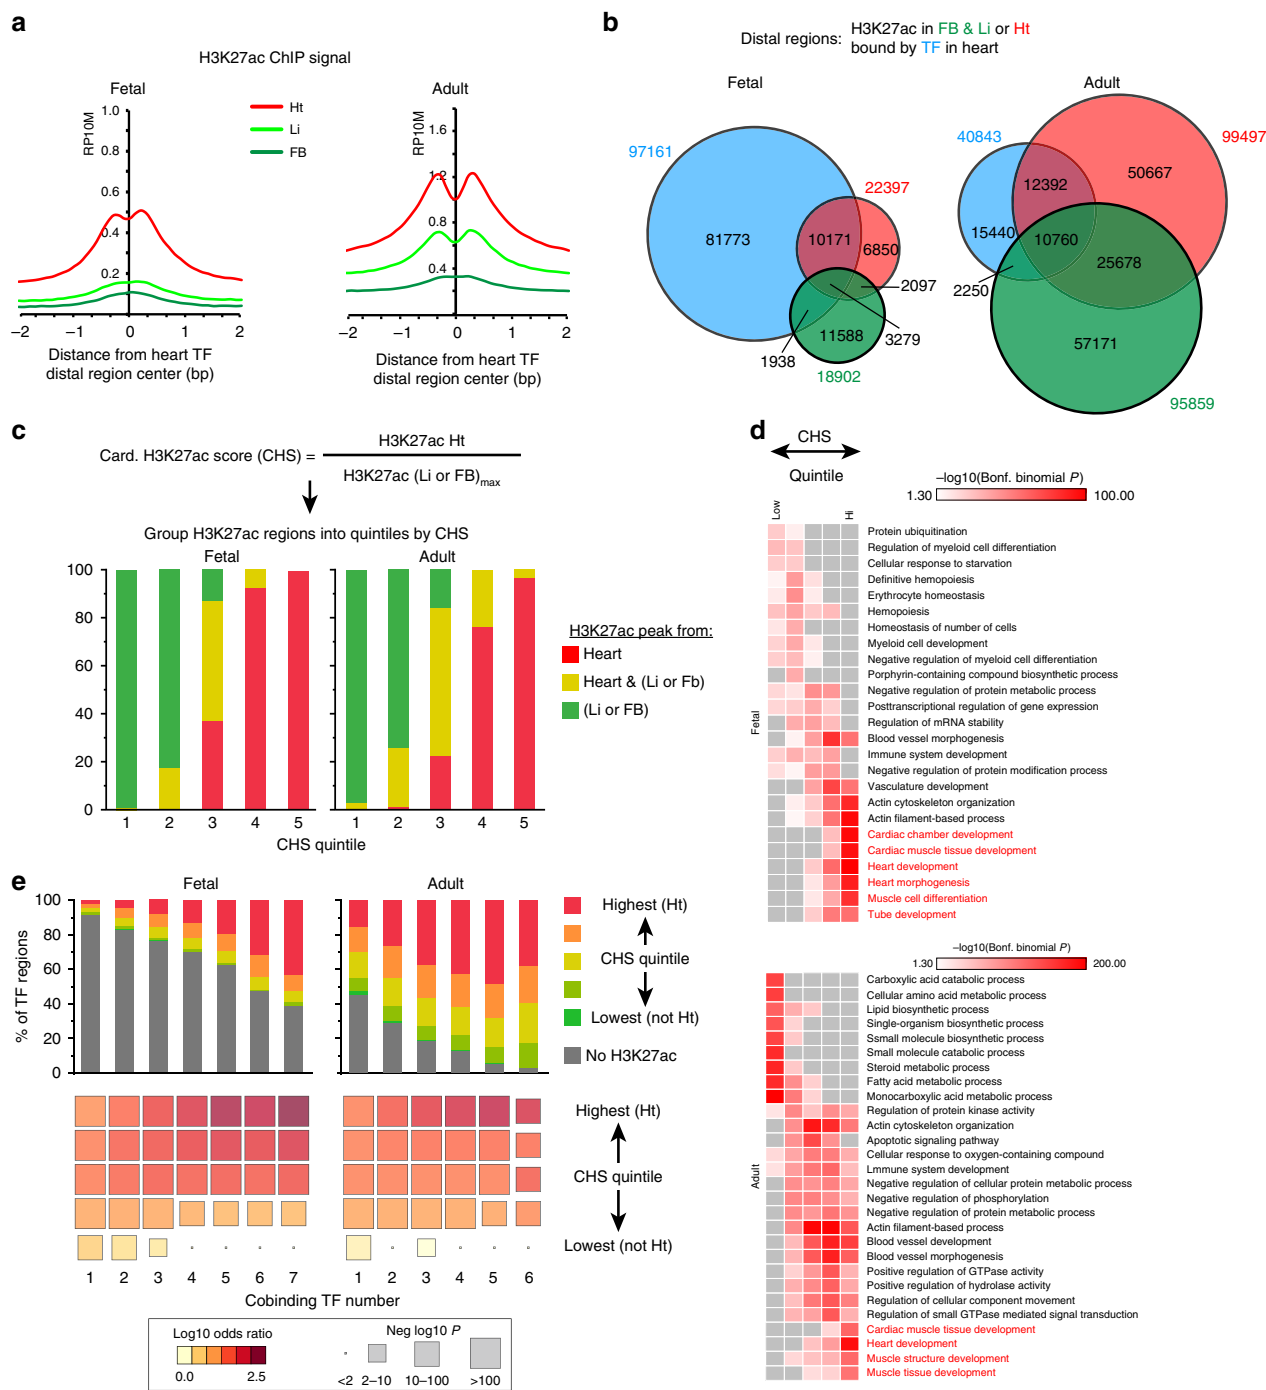 a
H3K27ac ChIP signal
Fetal
Adult
RP10M
1.0
0.8
0.6
0.4
0.2
Ht
Li
FB
RP10M
1.6
1.2
0.8
0.4
−2 −1 0 1 2
−2 −1 0 1 2
Distance from heart TF
distal region center (bp)
Distance from heart TF
distal region center (bp)
b
Distal regions:
H3K27ac in FB & Li or Ht
bound by TF in heart
Fetal
Adult
97161
22397
81773
10171
6850
2097
3279
11588
1938
18902
40843
99497
50667
12392
15440
10760
25678
2250
57171
95859
c
Card. H3K27ac score (CHS) =
H3K27ac Ht
H3K27ac (Li or FB)max
Group H3K27ac regions into quintiles by CHS
Fetal
Adult
100
80
60
40
20
0
1 2 3 4 5
1 2 3 4 5
CHS quintile
H3K27ac peak from:
Heart
Heart & (Li or Fb)
(Li or FB)
d
CHS
Quintile
−log10(Bonf. binomial P)
1.30 100.00
Low
Hi
Fetal
Protein ubiquitination
Regulation of myeloid cell differentiation
Cellular response to starvation
Definitive hemopoiesis
Erythrocyte homeostasis
Hemopoiesis
Homeostasis of number of cells
Myeloid cell development
Negative regulation of myeloid cell differentiation
Porphyrin-containing compound biosynthetic process
Negative regulation of protein metabolic process
Posttranscriptional regulation of gene expression
Regulation of mRNA stability
Blood vessel morphogenesis
Immune system development
Negative regulation of protein modification process
Vasculature development
Actin cytoskeleton organization
Actin filament-based process
Cardiac chamber development
Cardiac muscle tissue development
Heart development
Heart morphogenesis
Muscle cell differentiation
Tube development
−log10(Bonf. binomial P)
1.30 200.00
Adult
Carboxylic acid catabolic process
Cellular amino acid metabolic process
Lipid biosynthetic process
Single-organism biosynthetic process
Ssmall molecule biosynthetic process
Small molecule catabolic process
Steroid metabolic process
Fatty acid metabolic process
Monocarboxylic acid metabolic process
Regulation of protein kinase activity
Actin cytoskeleton organization
Apoptotic signaling pathway
Cellular response to oxygen-containing compound
Lmmune system development
Negative regulation of cellular protein metabolic process
Negative regulation of phosphorylation
Negative regulation of protein metabolic process
Actin filament-based process
Blood vessel development
Blood vessel morphogenesis
Positive regulation of GTPase activity
Positive regulation of hydrolase activity
Regulation of cellular component movement
Regulation of small GTPase mediated signal transduction
Cardiac muscle tissue development
Heart development
Muscle structure development
Muscle tissue development
e
Fetal
Adult
% of TF regions
100
80
60
40
20
0
Highest (Ht)
CHS quintile
Lowest (not Ht)
No H3K27ac
Highest (Ht)
CHS quintile
Lowest (not Ht)
1 2 3 4 5 6 7
1 2 3 4 5 6
Cobinding TF number
Log10 odds ratio
0.0 2.5
Neg log10 P
<2 2–10 10–100 >100